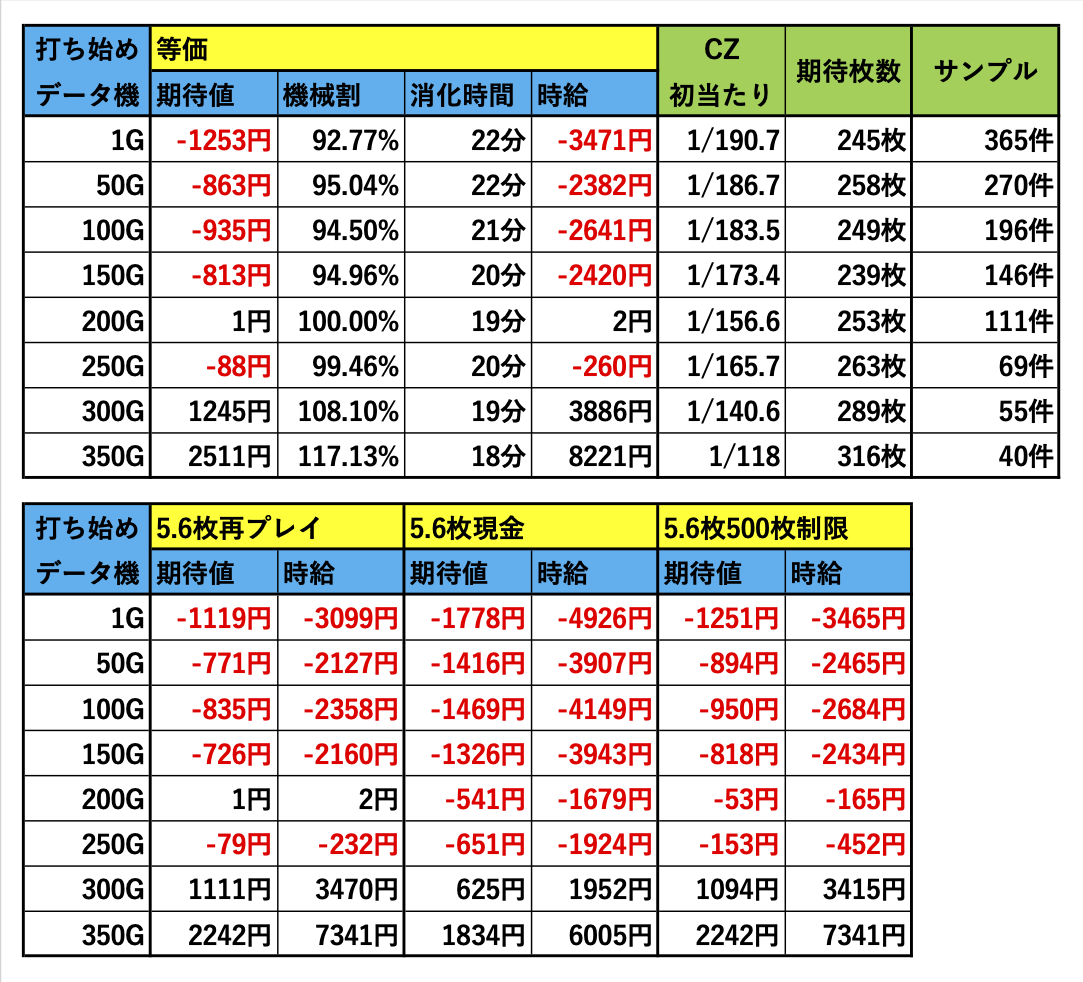 打ち始め 等価 CZ 期待枚数 サンプル
データ機 期待値 機械割 消化時間 時給 初当たり
1G -1253円 92.77% 22分 -3471円 1/190.7 245枚 365件
50G -863円 95.04% 22分 -2382円 1/186.7 258枚 270件
100G -935円 94.50% 21分 -2641円 1/183.5 249枚 196件
150G -813円 94.96% 20分 -2420円 1/173.4 239枚 146件
200G 1円 100.00% 19分 2円 1/156.6 253枚 111件
250G -88円 99.46% 20分 -260円 1/165.7 263枚 69件
300G 1245円 108.10% 19分 3886円 1/140.6 289枚 55件
350G 2511円 117.13% 18分 8221円 1/118 316枚 40件
打ち始め 5.6枚再プレイ 5.6枚現金 5.6枚500枚制限
データ機 期待値 時給 期待値 時給 期待値 時給
1G -1119円 -3099円 -1778円 -4926円 -1251円 -3465円
50G -771円 -2127円 -1416円 -3907円 -894円 -2465円
100G -835円 -2358円 -1469円 -4149円 -950円 -2684円
150G -726円 -2160円 -1326円 -3943円 -818円 -2434円
200G 1円 2円 -541円 -1679円 -53円 -165円
250G -79円 -232円 -651円 -1924円 -153円 -452円
300G 1111円 3470円 625円 1952円 1094円 3415円
350G 2242円 7341円 1834円 6005円 2242円 7341円